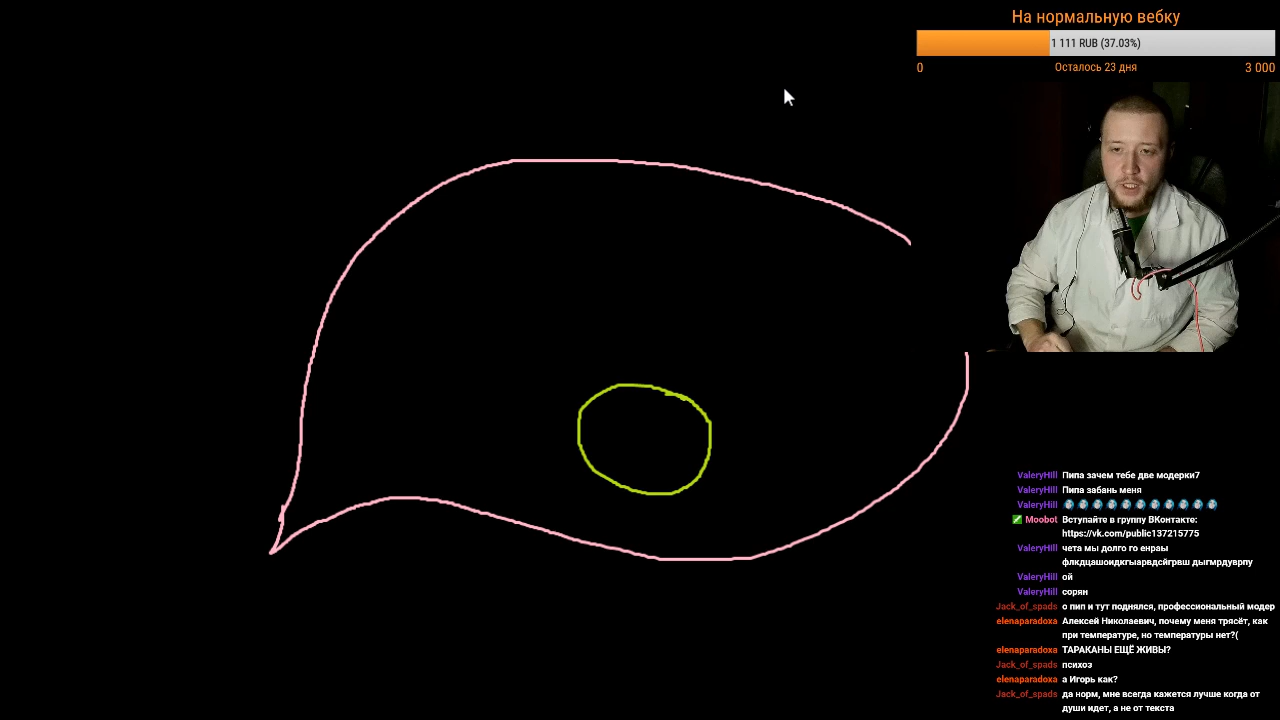 На нормальную вебку
1 111 RUB (37.03%)
0 Осталось 23 дня 3 000
ValeryHill Пипа зачем тебе две модерки7
ValeryHill Пипа забань меня
ValeryHill
Moobot Вступайте в группу ВКонтакте:
https://vk.com/public137215775
ValeryHill чета мы долго го енраы
флкдцашоидкгыарвдсйгрвш дыгмрдуврпу
ValeryHill ой
ValeryHill сорян
Jack_of_spads о пип и тут поднялся, профессиональный модер
elenaparadoxa Алексей Николаевич, почему меня трясёт, как
при температуре, но температуры нет?(
elenaparadoxa ТАРАКАНЫ ЕЩЁ ЖИВЫ?
Jack_of_spads психоз
elenaparadoxa а Игорь как?
Jack_of_spads да норм, мне всегда кажется лучше когда от
души идет, а не от текста